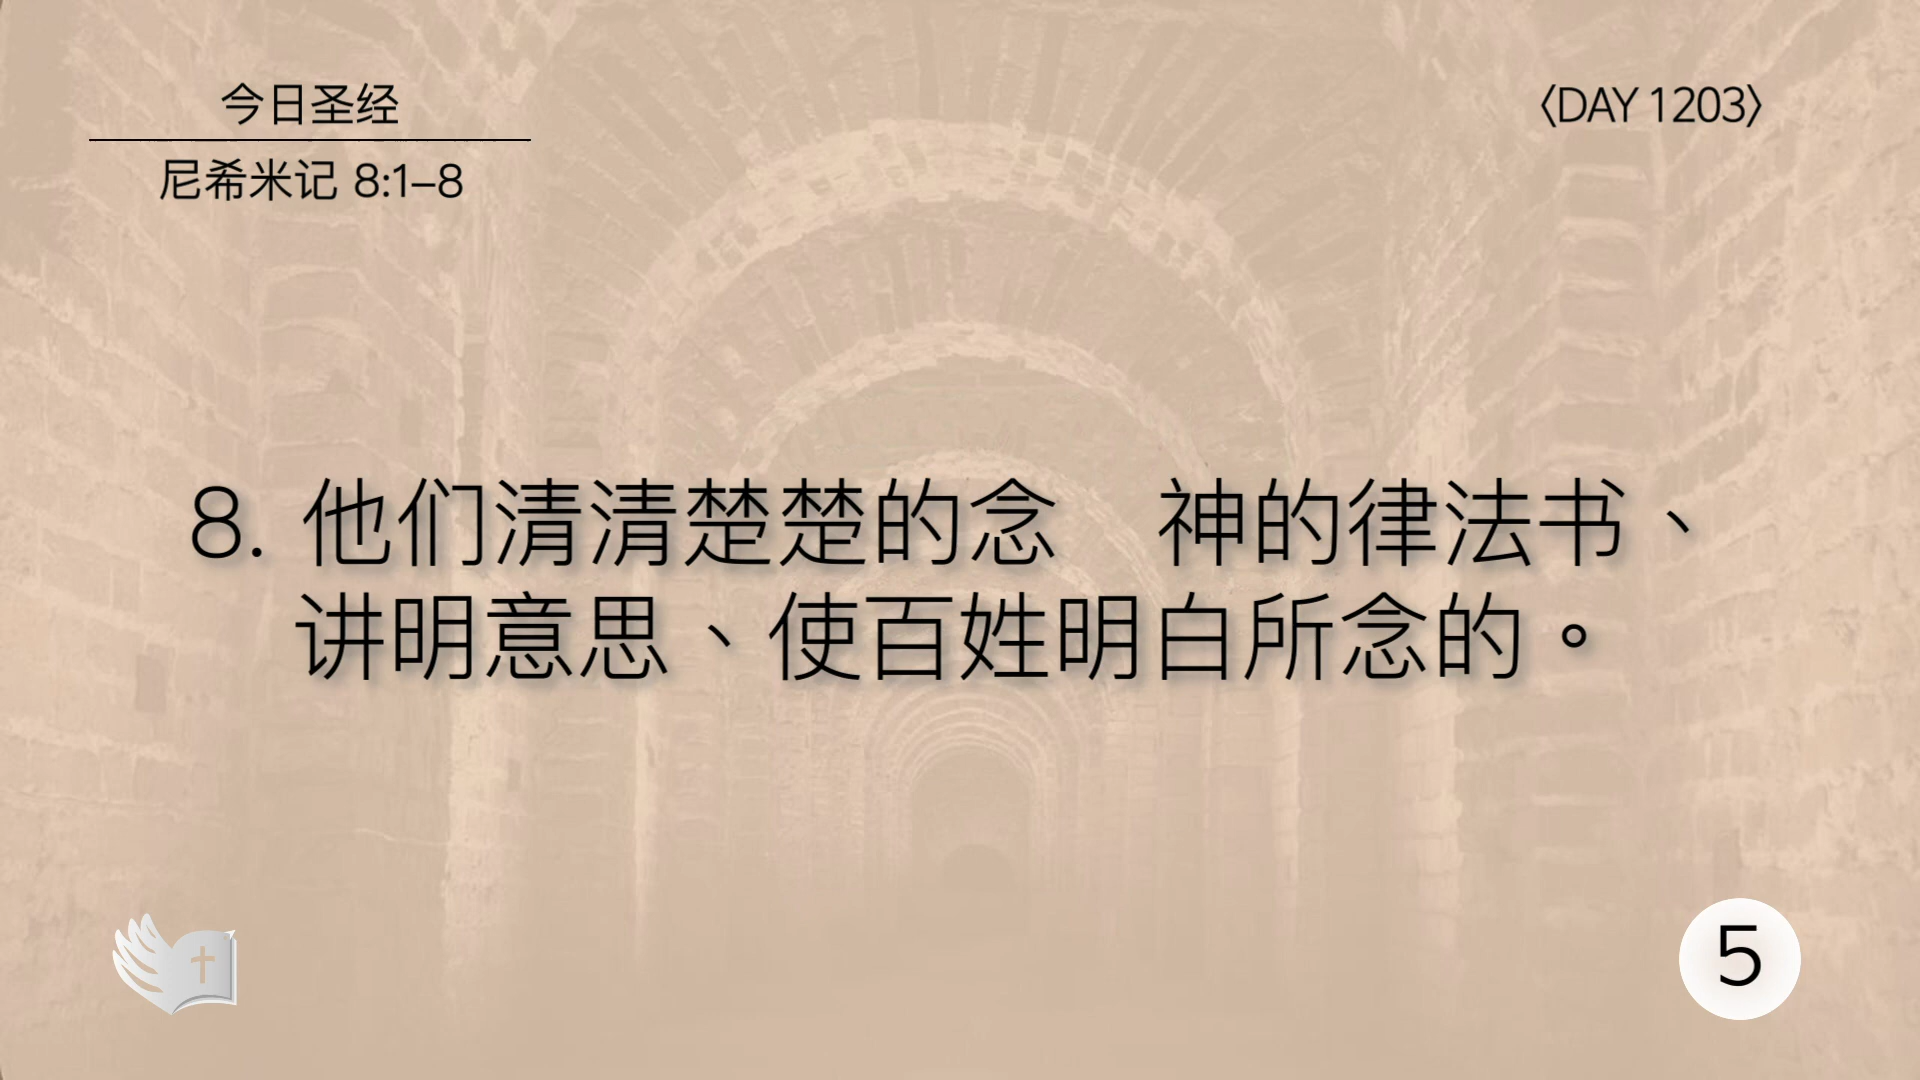 今日圣经
〈DAY 1203〉
尼希米记 8:1–8
8. 他们清清楚楚的念　神的律法书、
讲明意思、使百姓明白所念的。
5